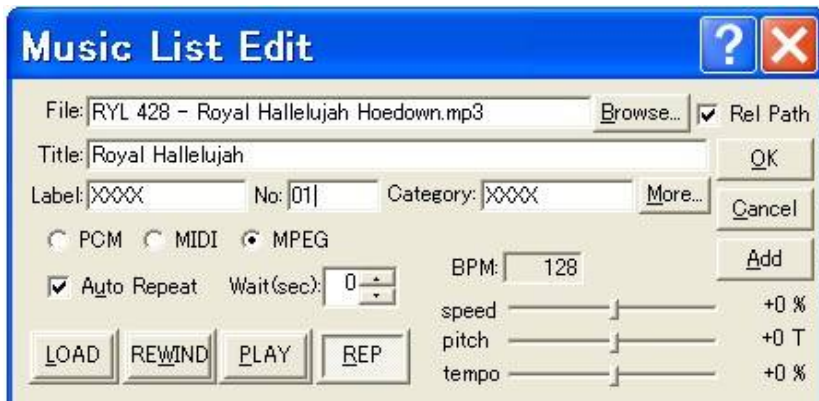 Music List Edit
File: RYL 428 - Royal Hallelujah Hoedown.mp3 Browse... Rel Path
Title: Royal Hallelujah OK
Label: XXXX No: 01 Category: XXXX More... Cancel
PCM MIDI MPEG Add
Auto Repeat Wait(sec): 0 BPM: 128
speed +0 %
LOAD REWIND PLAY REP pitch +0 T
tempo +0 %